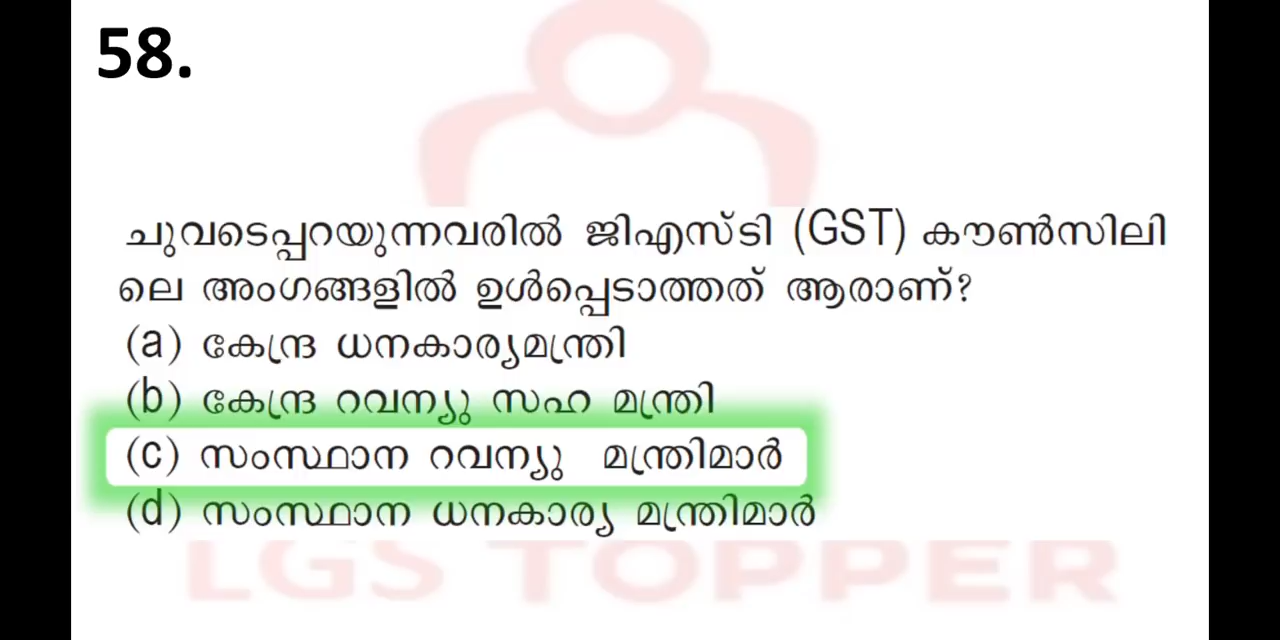 58.
ചുവടെപ്പറയുന്നവരിൽ ജിഎസ്ടി (GST) കൗൺസിലി
ലെ അംഗങ്ങളിൽ ഉൾപ്പെടാത്തത് ആരാണ്?
(a) കേന്ദ്ര ധനകാര്യമന്ത്രി
(b) കേന്ദ്ര റവന്യു സഹ മന്ത്രി
(c) സംസ്ഥാന റവന്യു മന്ത്രിമാർ
(d) സംസ്ഥാന ധനകാര്യ മന്ത്രിമാർ
LGS TOPPER